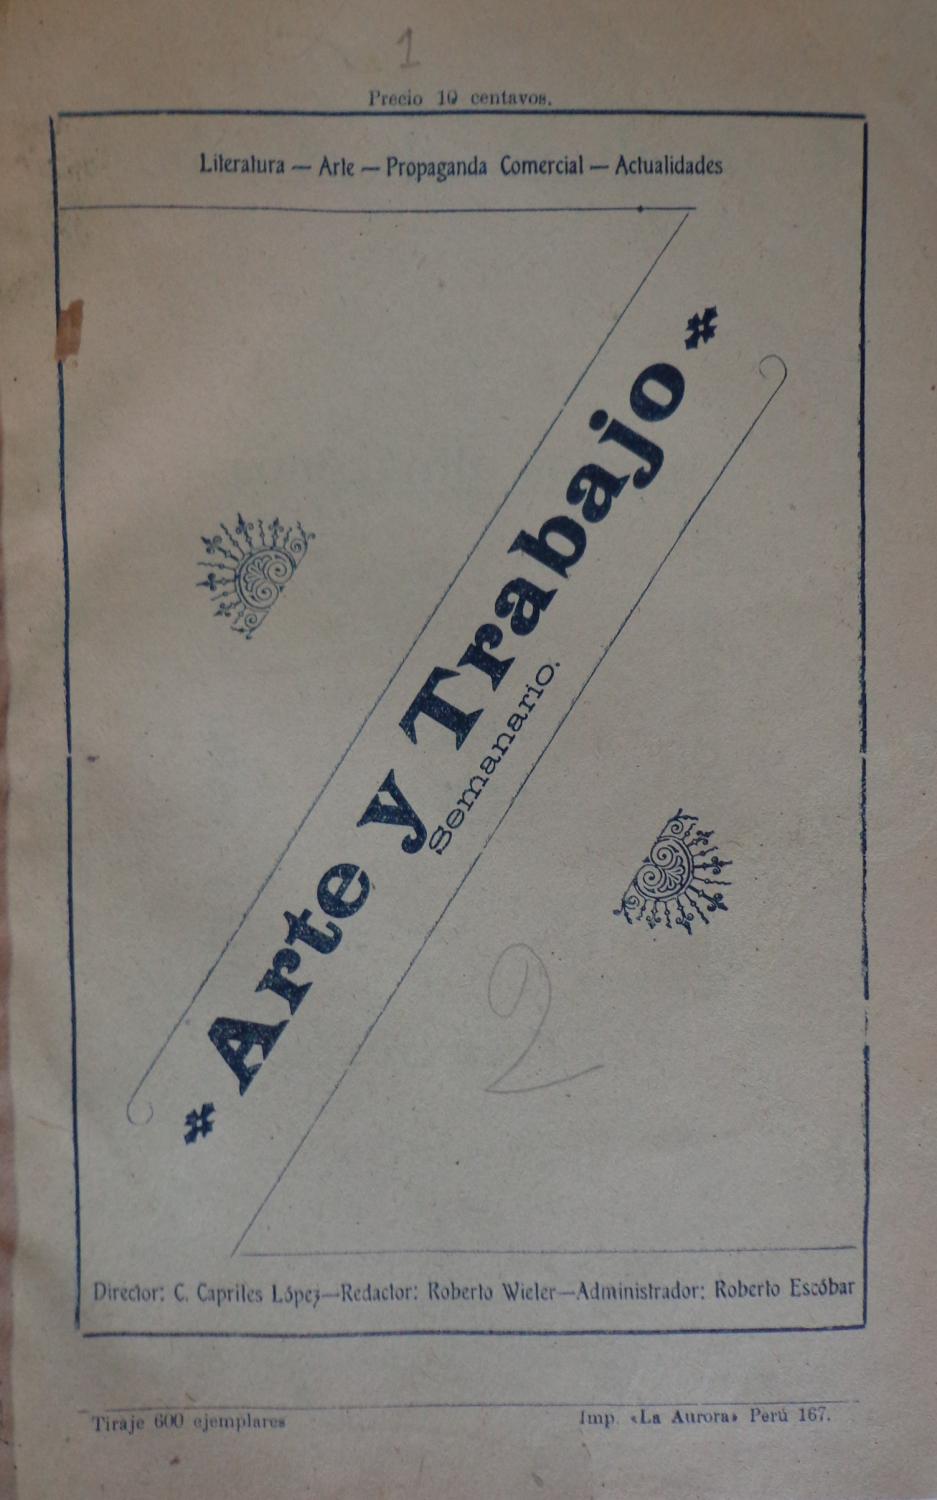 1
Precio 10 centavos.
Literatura — Arte — Propaganda Comercial — Actualidades
Arte y Trabajo
Semanario.
2
Director: C. Capriles López—Redactor: Roberto Wieler—Administrador: Roberto Escóbar
Tiraje 600 ejemplares
Imp. «La Aurora» Perú 167.